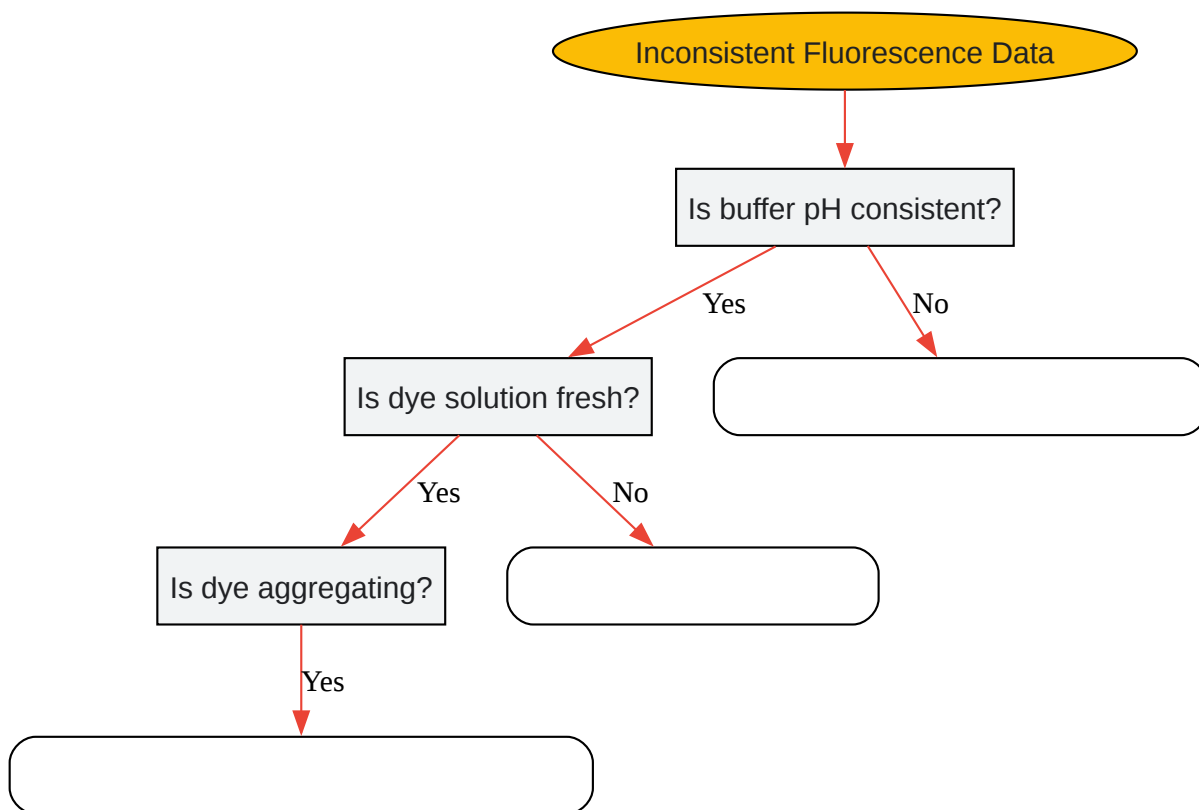 Inconsistent Fluorescence Data
Is buffer pH consistent?
Yes
No
Is dye solution fresh?
Yes
No
Is dye aggregating?
Yes